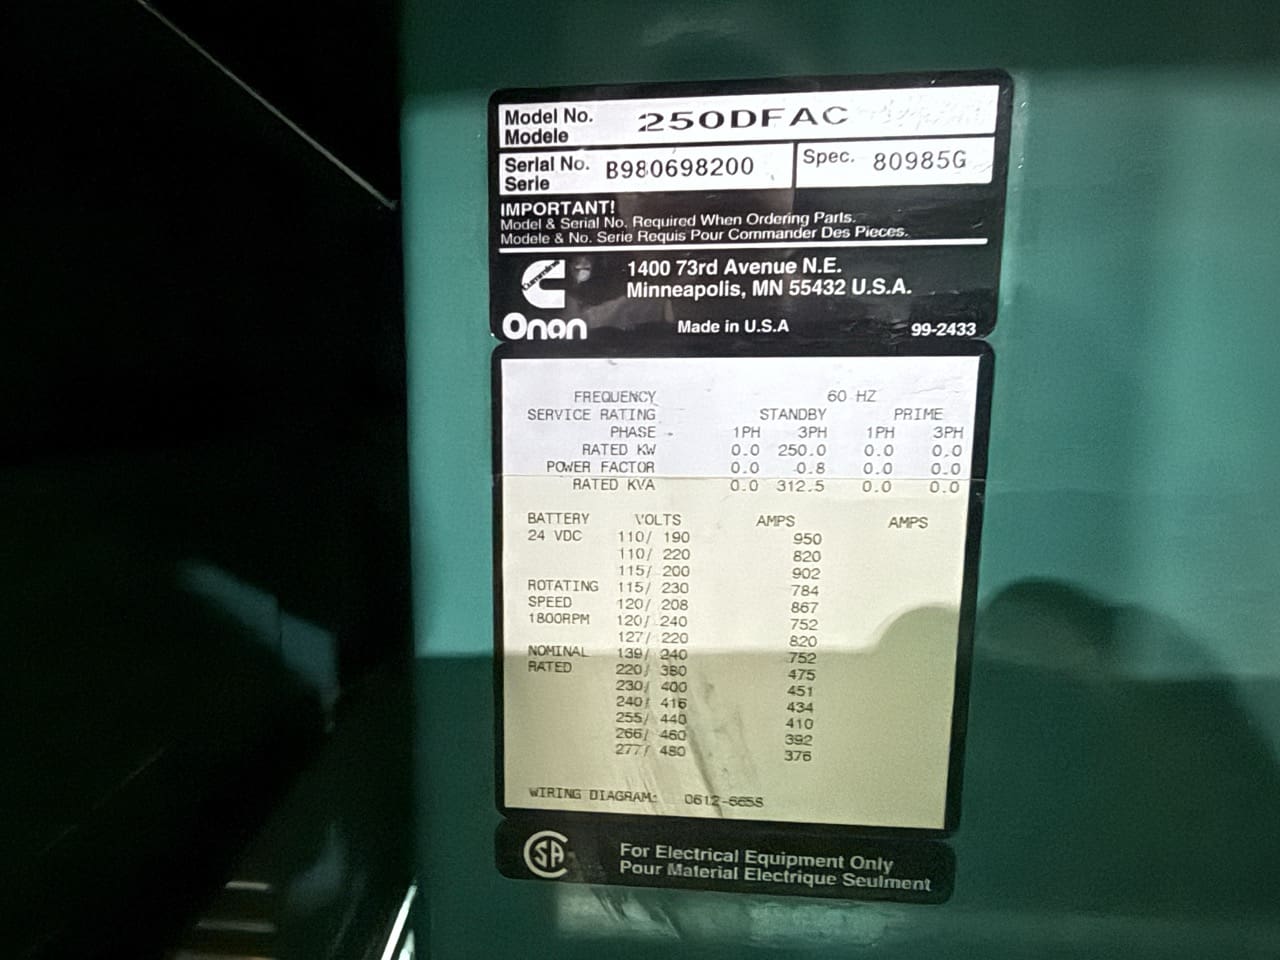 Model No. 250DFAC
Modele
Serial No. B980698200 Spec. 80985G
Serie
IMPORTANT!
Model & Serial No. Required When Ordering Parts.
Modele & No. Serie Requis Pour Commander Des Pieces.
Cummins
1400 73rd Avenue N.E.
Minneapolis, MN 55432 U.S.A.
Onan Made in U.S.A 99-2433
FREQUENCY 60 HZ
SERVICE RATING STANDBY PRIME
PHASE 1PH 3PH 1PH 3PH
RATED KW 0.0 250.0 0.0 0.0
POWER FACTOR 0.0 0.8 0.0 0.0
RATED KVA 0.0 312.5 0.0 0.0
BATTERY VOLTS AMPS AMPS
24 VDC 110/ 190 950
110/ 220 820
115/ 200 902
ROTATING 115/ 230 784
SPEED 120/ 208 867
1800RPM 120/ 240 752
127/ 220 820
NOMINAL 139/ 240 752
RATED 220/ 380 475
230/ 400 451
240/ 416 434
255/ 440 410
266/ 460 392
277/ 480 376
WIRING DIAGRAM: 0612-6658
CSA
For Electrical Equipment Only
Pour Material Electrique Seulment